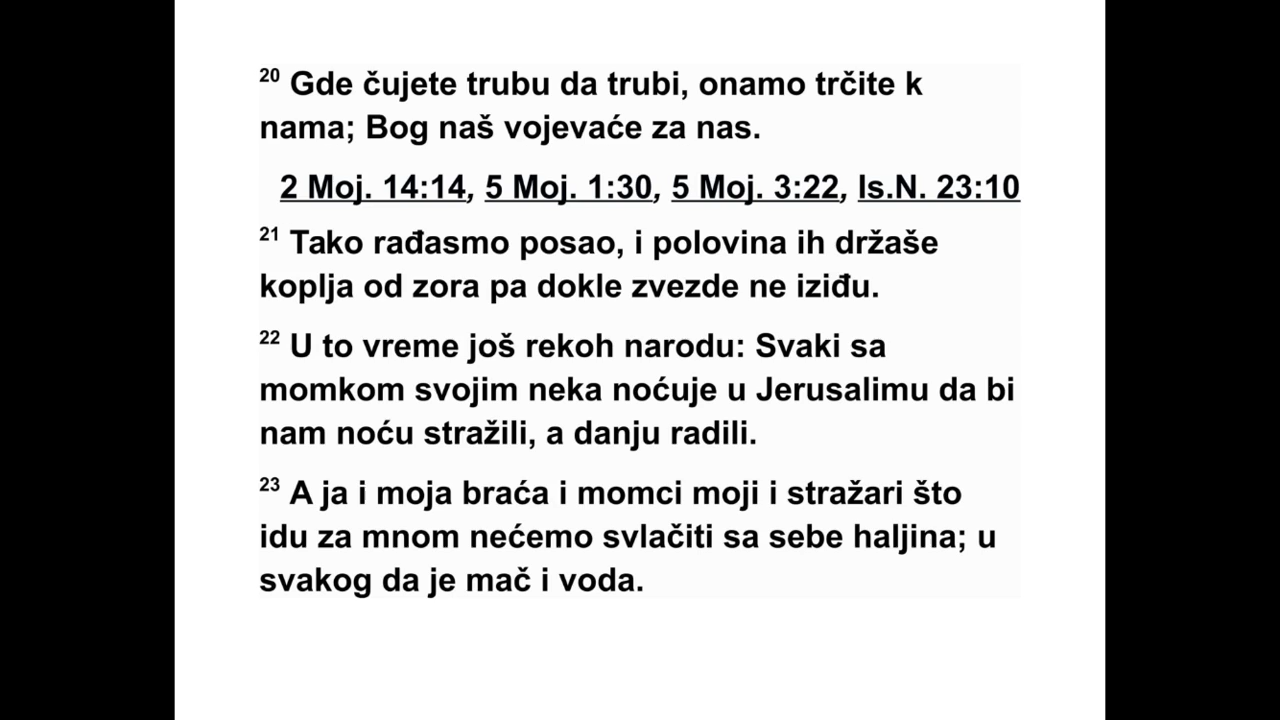 20 Gde čujete trubu da trubi, onamo trčite k
nama; Bog naš vojevaće za nas.
2 Moj. 14:14, 5 Moj. 1:30, 5 Moj. 3:22, Is.N. 23:10
21 Tako rađasmo posao, i polovina ih držaše
koplja od zora pa dokle zvezde ne iziđu.
22 U to vreme još rekoh narodu: Svaki sa
momkom svojim neka noćuje u Jerusalimu da bi
nam noću stražili, a danju radili.
23 A ja i moja braća i momci moji i stražari što
idu za mnom nećemo svlačiti sa sebe haljina; u
svakog da je mač i voda.